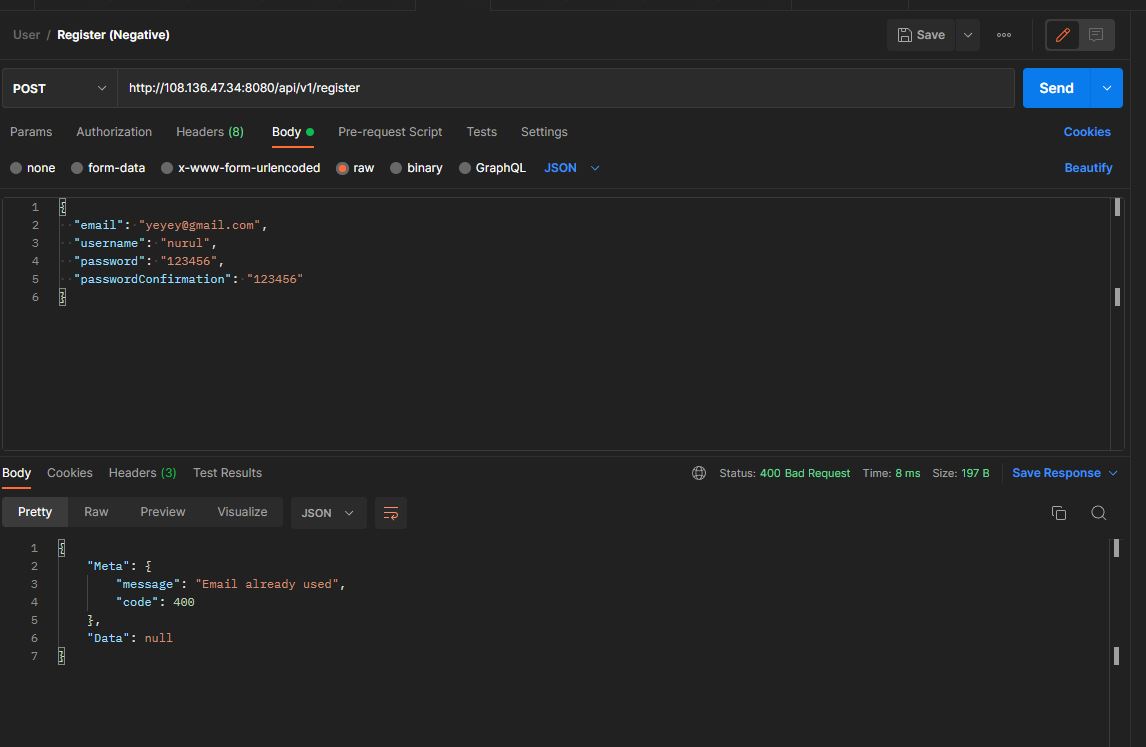 User / Register (Negative)
Save
POST http://108.136.47.34:8080/api/v1/register Send
Params Authorization Headers (8) Body Pre-request Script Tests Settings Cookies
none form-data x-www-form-urlencoded raw binary GraphQL JSON Beautify
1 {
2 "email": "yeyey@gmail.com",
3 "username": "nurul",
4 "password": "123456",
5 "passwordConfirmation": "123456"
6 }
Body Cookies Headers (3) Test Results Status: 400 Bad Request Time: 8 ms Size: 197 B Save Response
Pretty Raw Preview Visualize JSON
1 {
2 "Meta": {
3 "message": "Email already used",
4 "code": 400
5 },
6 "Data": null
7 }